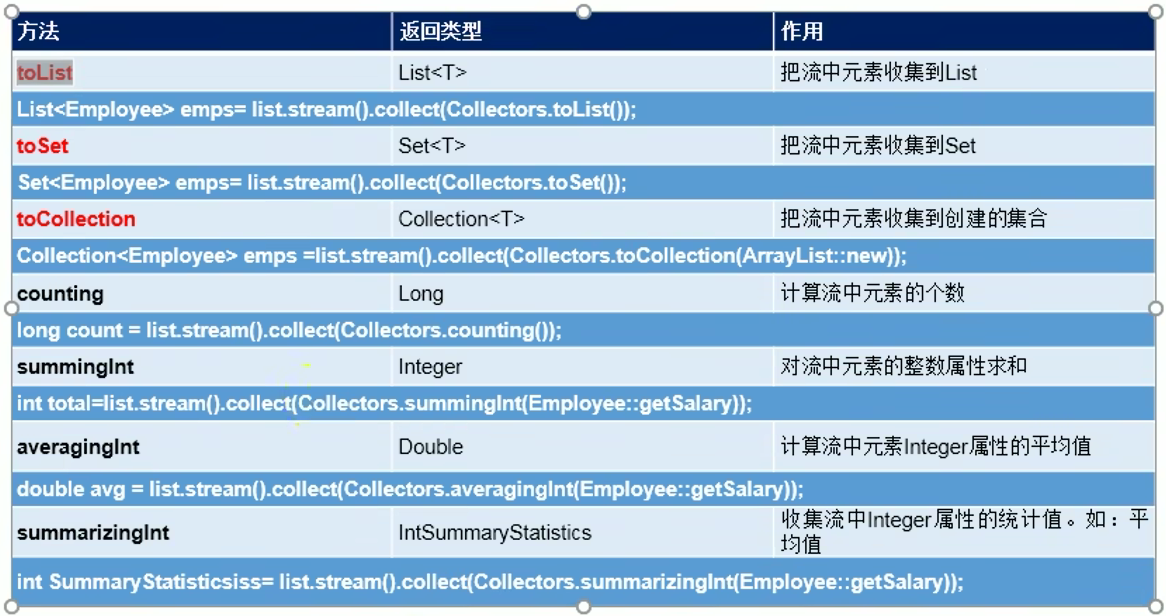 方法 返回类型 作用
toList List<T> 把流中元素收集到List
List<Employee> emps= list.stream().collect(Collectors.toList());
toSet Set<T> 把流中元素收集到Set
Set<Employee> emps= list.stream().collect(Collectors.toSet());
toCollection Collection<T> 把流中元素收集到创建的集合
Collection<Employee> emps =list.stream().collect(Collectors.toCollection(ArrayList::new));
counting Long 计算流中元素的个数
long count = list.stream().collect(Collectors.counting());
summingInt Integer 对流中元素的整数属性求和
int total=list.stream().collect(Collectors.summingInt(Employee::getSalary));
averagingInt Double 计算流中元素Integer属性的平均值
double avg = list.stream().collect(Collectors.averagingInt(Employee::getSalary));
summarizingInt IntSummaryStatistics 收集流中Integer属性的统计值。如：平
均值
int SummaryStatisticsiss= list.stream().collect(Collectors.summarizingInt(Employee::getSalary));